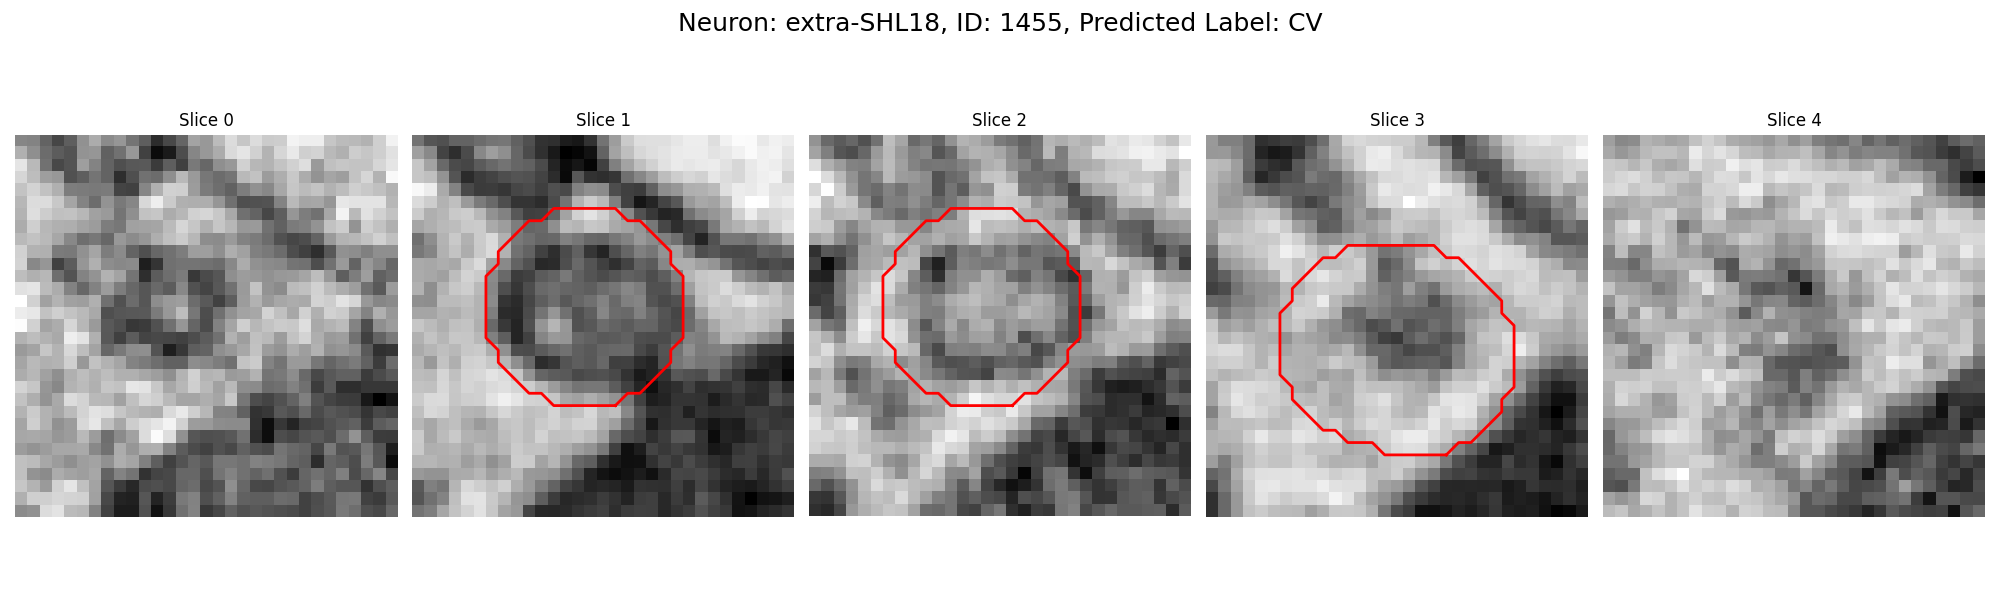 Neuron: extra-SHL18, ID: 1455, Predicted Label: CV
Slice 0
Slice 1
Slice 2
Slice 3
Slice 4